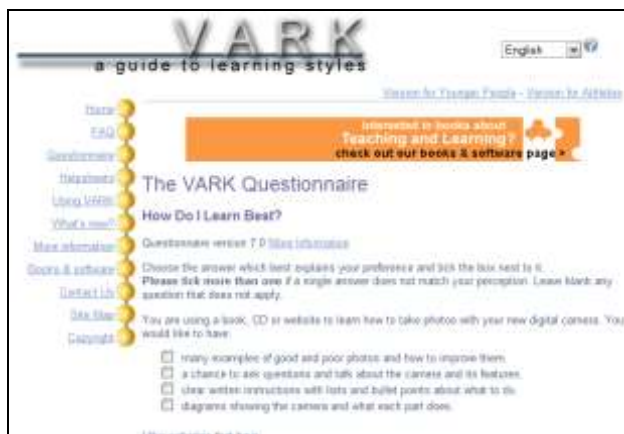 VARK
a guide to learning styles
English
Version for Younger People - Version for Athletes
Interested in books about
Teaching and Learning?
check out our books & software page >
Home
FAQ
Questionnaire
Helpsheets
Using VARK
What's new?
More information
Books & software
Contact Us
Site Map
Copyright
The VARK Questionnaire
How Do I Learn Best?
Questionnaire version 7.0 More Information
Choose the answer which best explains your preference and tick the box next to it.
Please tick more than one if a single answer does not match your perception. Leave blank any
question that does not apply.
You are using a book, CD or website to learn how to take photos with your new digital camera. You
would like to have:
many examples of good and poor photos and how to improve them.
a chance to ask questions and talk about the camera and its features.
clear written instructions with lists and bullet points about what to do.
diagrams showing the camera and what each part does.